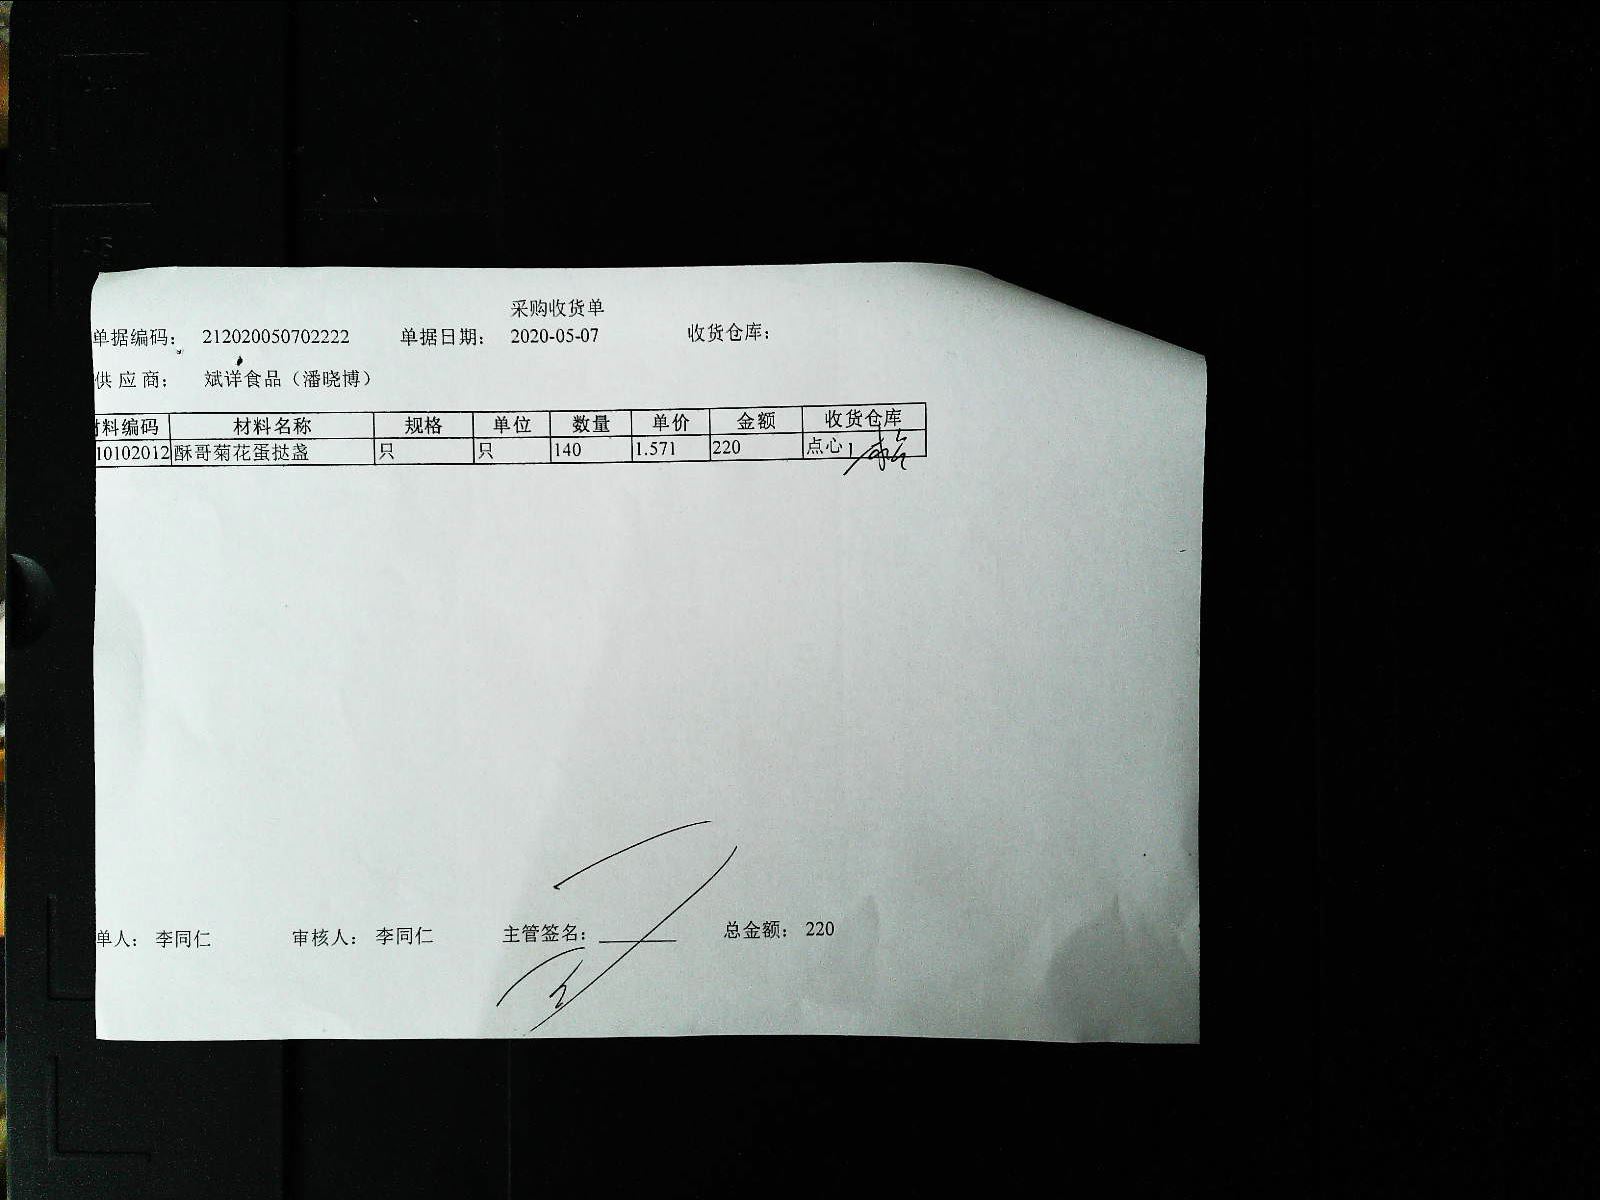 采购收货单
单据编码： 212020050702222 单据日期： 2020-05-07 收货仓库：
供应商： 斌详食品（潘晓博）
材料编码 材料名称 规格 单位 数量 单价 金额 收货仓库
10102012 酥哥菊花蛋挞盏 只 只 140 1.571 220 点心
单人： 李同仁 审核人： 李同仁 主管签名： 总金额： 220